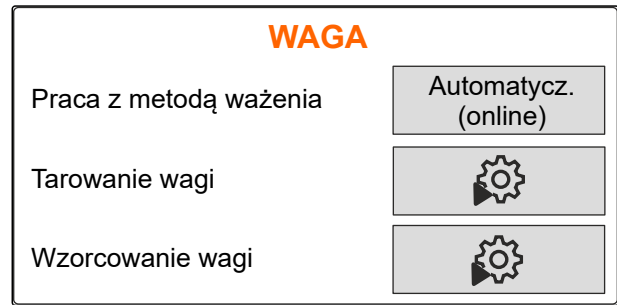 WAGA
Praca z metodą ważenia
Automatycz.
(online)
Tarowanie wagi
Wzorcowanie wagi